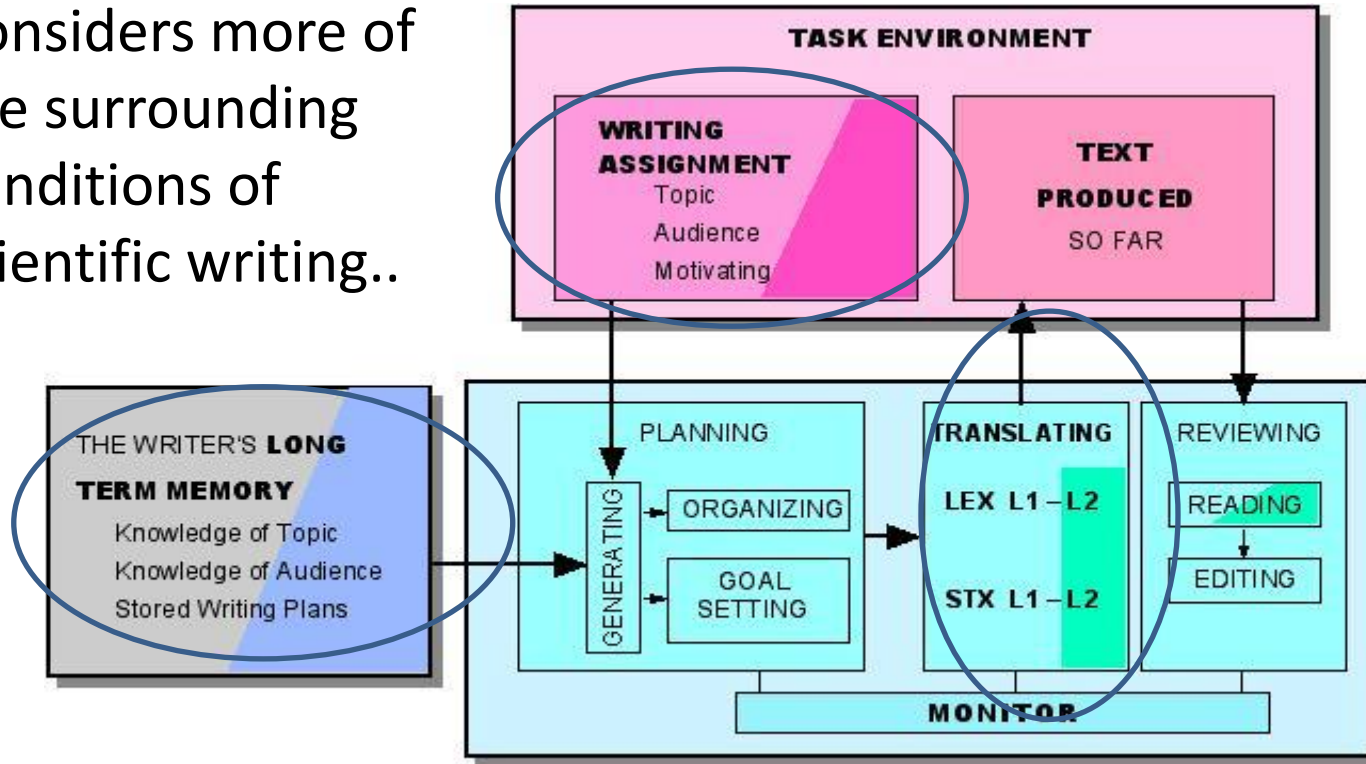 onsiders more of
e surrounding
nditions of
ientific writing..
TASK ENVIRONMENT
WRITING
ASSIGNMENT
Topic
Audience
Motivating
TEXT
PRODUCED
SO FAR
THE WRITER'S LONG
TERM MEMORY
Knowledge of Topic
Knowledge of Audience
Stored Writing Plans
PLANNING
GENERATING
ORGANIZING
GOAL
SETTING
TRANSLATING
LEX L1 – L2
STX L1 – L2
REVIEWING
READING
EDITING
MONITOR